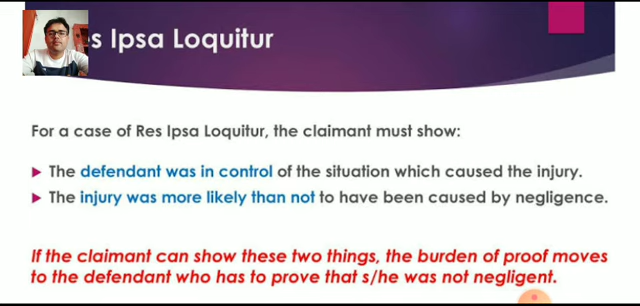 s Ipsa Loquitur
For a case of Res Ipsa Loquitur, the claimant must show:
The defendant was in control of the situation which caused the injury.
The injury was more likely than not to have been caused by negligence.
If the claimant can show these two things, the burden of proof moves
to the defendant who has to prove that s/he was not negligent.